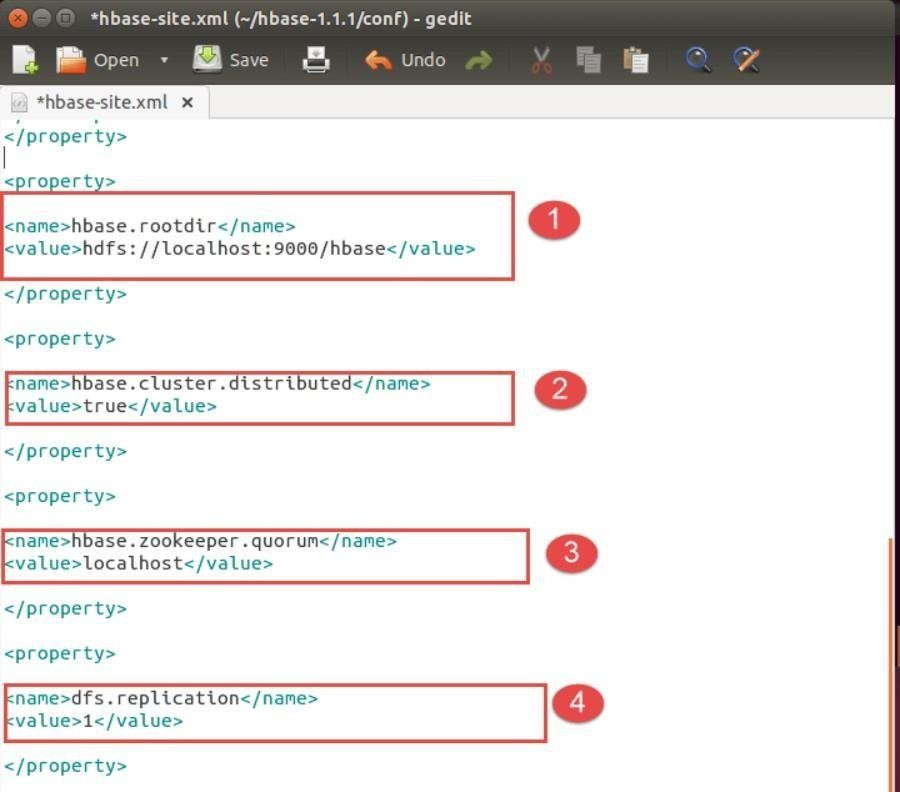 *hbase-site.xml (~/hbase-1.1.1/conf) - gedit
Open Save Undo
*hbase-site.xml ×
</property>
<property>
<name>hbase.rootdir</name>
1
<value>hdfs://localhost:9000/hbase</value>
</property>
<property>
<name>hbase.cluster.distributed</name>
2
<value>true</value>
</property>
<property>
<name>hbase.zookeeper.quorum</name>
3
<value>localhost</value>
</property>
<property>
<name>dfs.replication</name>
4
<value>1</value>
</property>